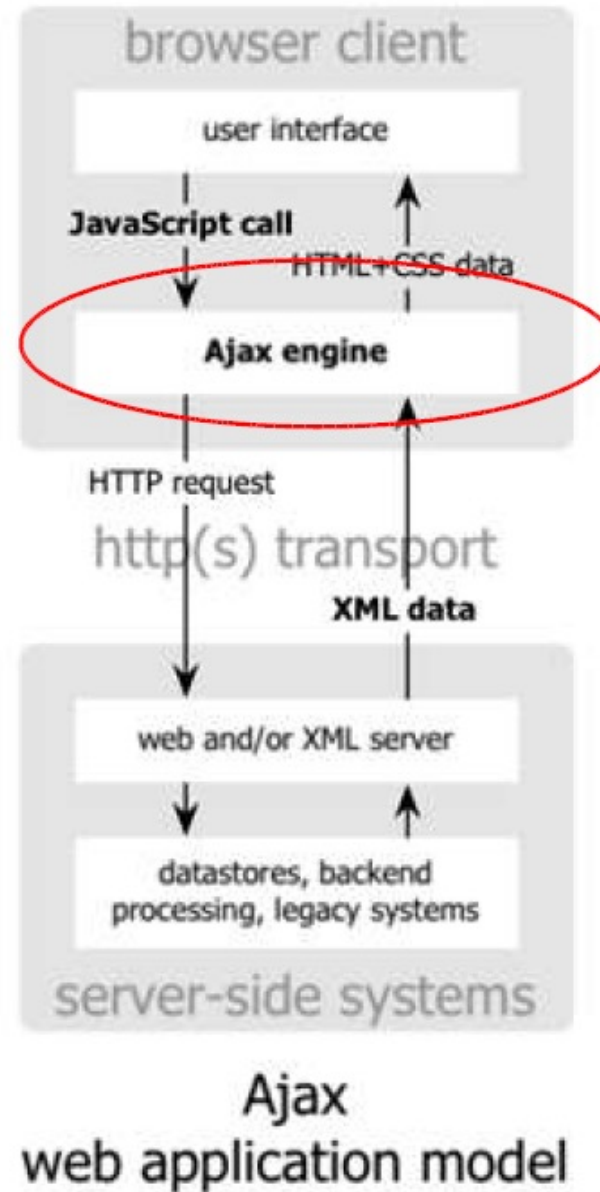 browser client
user interface
JavaScript call
HTML+CSS data
Ajax engine
HTTP request
http(s) transport
XML data
web and/or XML server
datastores, backend
processing, legacy systems
server-side systems
Ajax
web application model